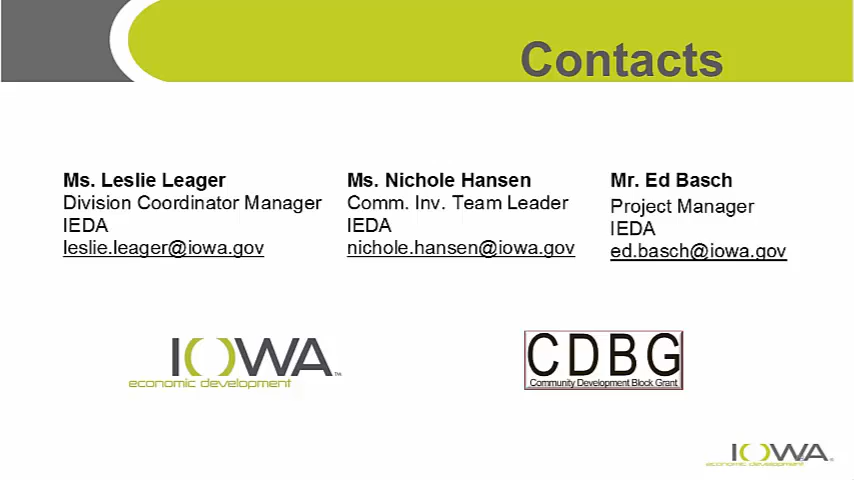 Contacts
Ms. Leslie Leager
Division Coordinator Manager
IEDA
leslie.leager@iowa.gov
Ms. Nichole Hansen
Comm. Inv. Team Leader
IEDA
nichole.hansen@iowa.gov
Mr. Ed Basch
Project Manager
IEDA
ed.basch@iowa.gov
IOWA™
economic development
CDBG
Community Development Block Grant
IOWA®
economic development